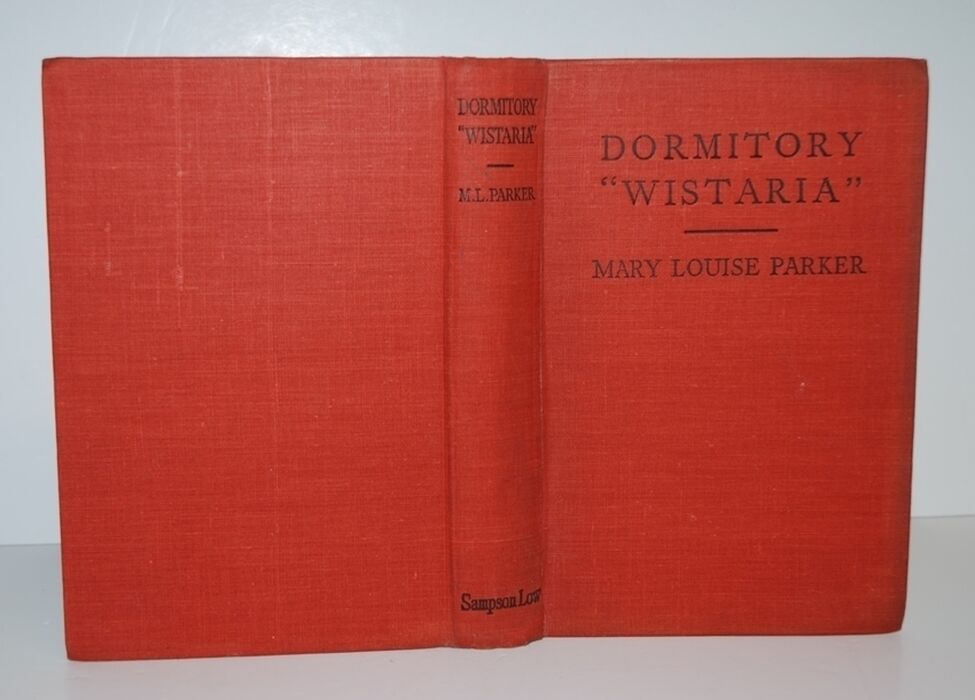 DORMITORY
"WISTARIA"
M.L.PARKER
Sampson Low
DORMITORY
"WISTARIA"
MARY LOUISE PARKER